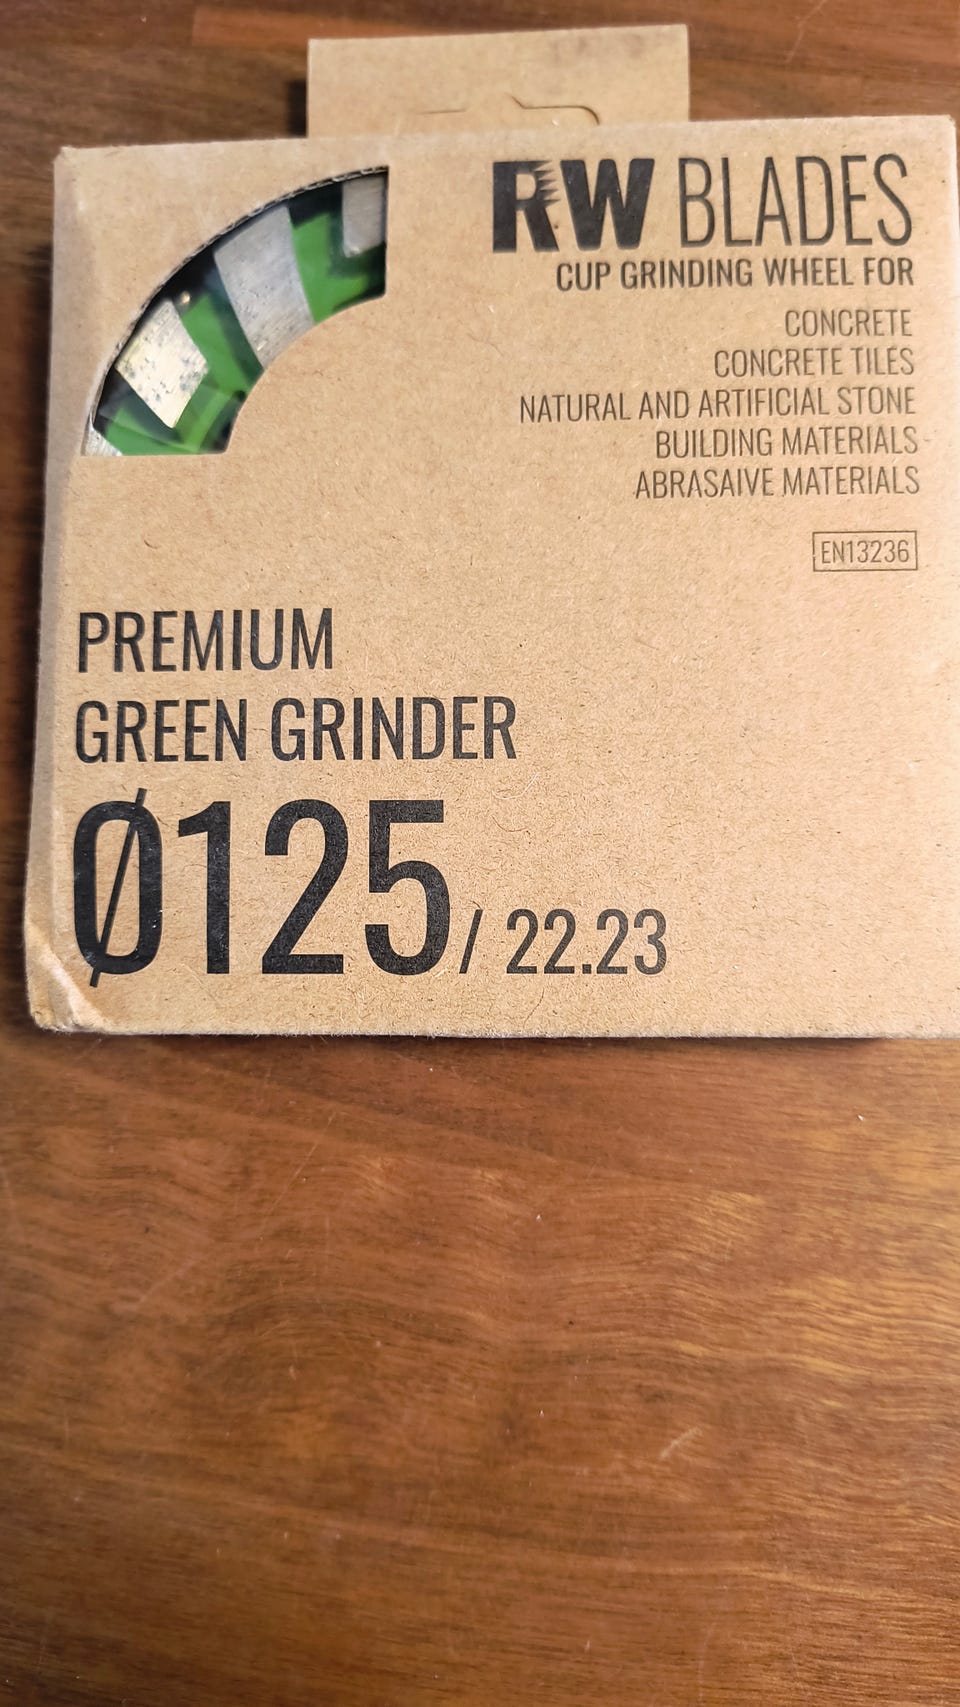 RW BLADES
CUP GRINDING WHEEL FOR
CONCRETE
CONCRETE TILES
NATURAL AND ARTIFICIAL STONE
BUILDING MATERIALS
ABRASAIVE MATERIALS
EN13236
PREMIUM
GREEN GRINDER
Ø125/ 22.23